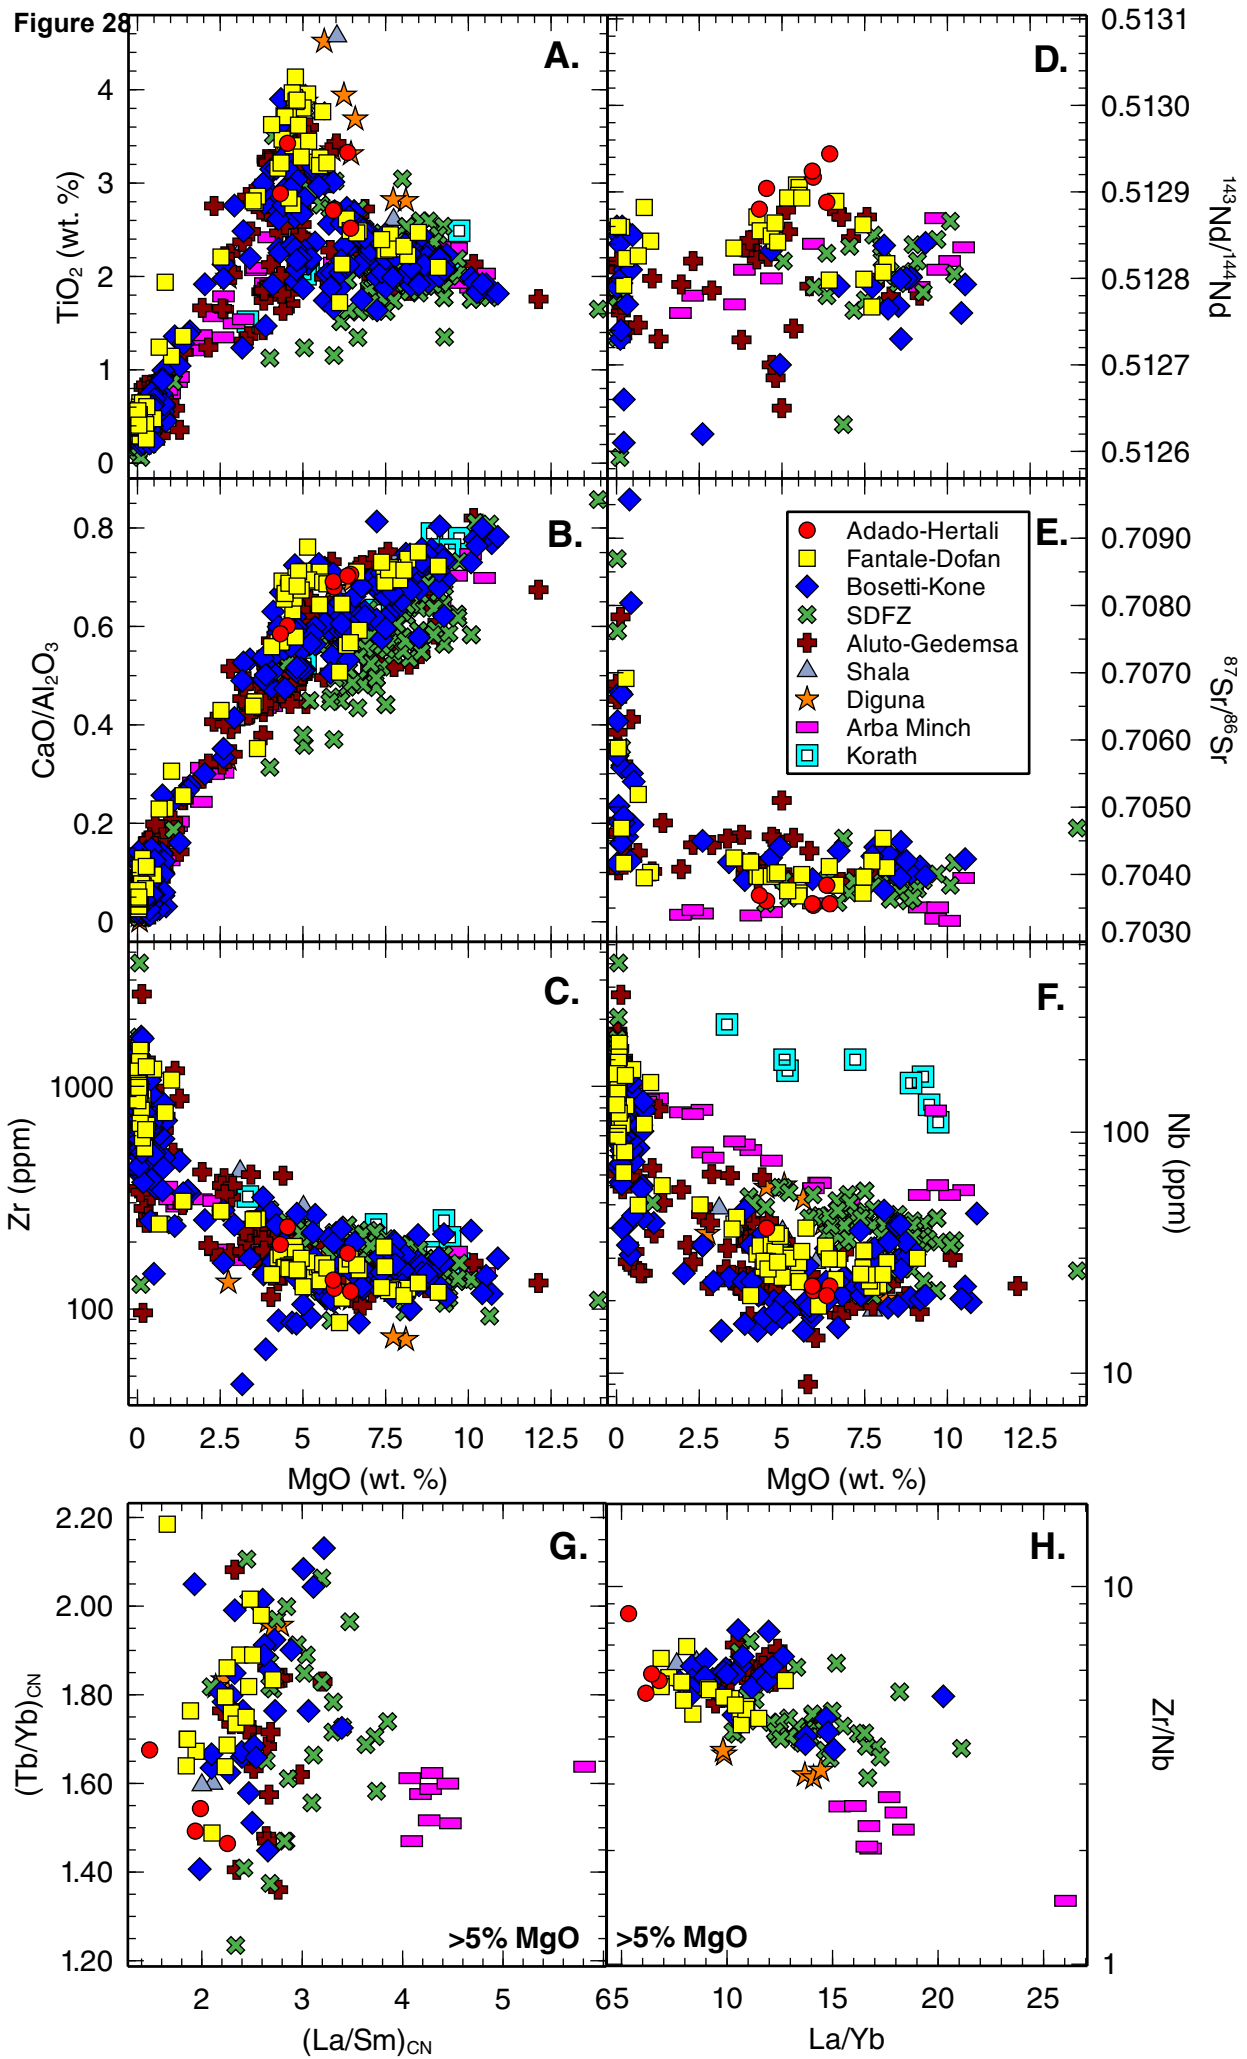 Figure 28
A.
TiO2 (wt. %)
4
3
2
1
0
D.
0.5131
0.5130
0.5129
0.5128
0.5127
0.5126
143Nd/144Nd
B.
CaO/Al2O3
0.8
0.6
0.4
0.2
0
E.
Adado-Hertali
Fantale-Dofan
Bosetti-Kone
SDFZ
Aluto-Gedemsa
Shala
Diguna
Arba Minch
Korath
0.7090
0.7080
0.7070
0.7060
0.7050
0.7040
0.7030
87Sr/86Sr
C.
Zr (ppm)
1000
100
0 2.5 5 7.5 10 12.5
MgO (wt. %)
F.
100
10
Nb (ppm)
0 2.5 5 7.5 10 12.5
MgO (wt. %)
G.
(Tb/Yb)CN
2.20
2.00
1.80
1.60
1.40
1.20
>5% MgO
2 3 4 5 6
(La/Sm)CN
H.
10
1
Zr/Nb
>5% MgO
5 10 15 20 25
La/Yb